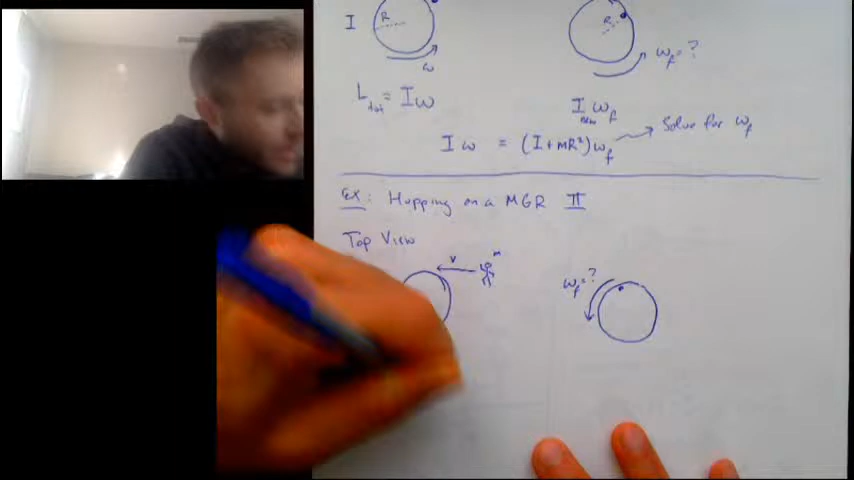 I R
R
ω
ω_f = ?
L_tot = Iω
I_new ω_f
Iω = (I+MR²)ω_f → Solve for ω_f
Ex: Hopping on a MGR II
Top View
v m
ω_f = ?